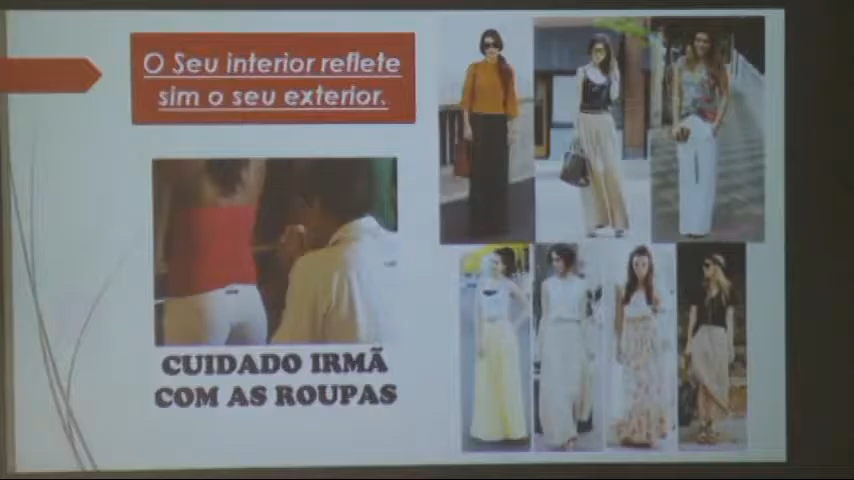 O Seu interior reflete
sim o seu exterior.
CUIDADO IRMÃ
COM AS ROUPAS